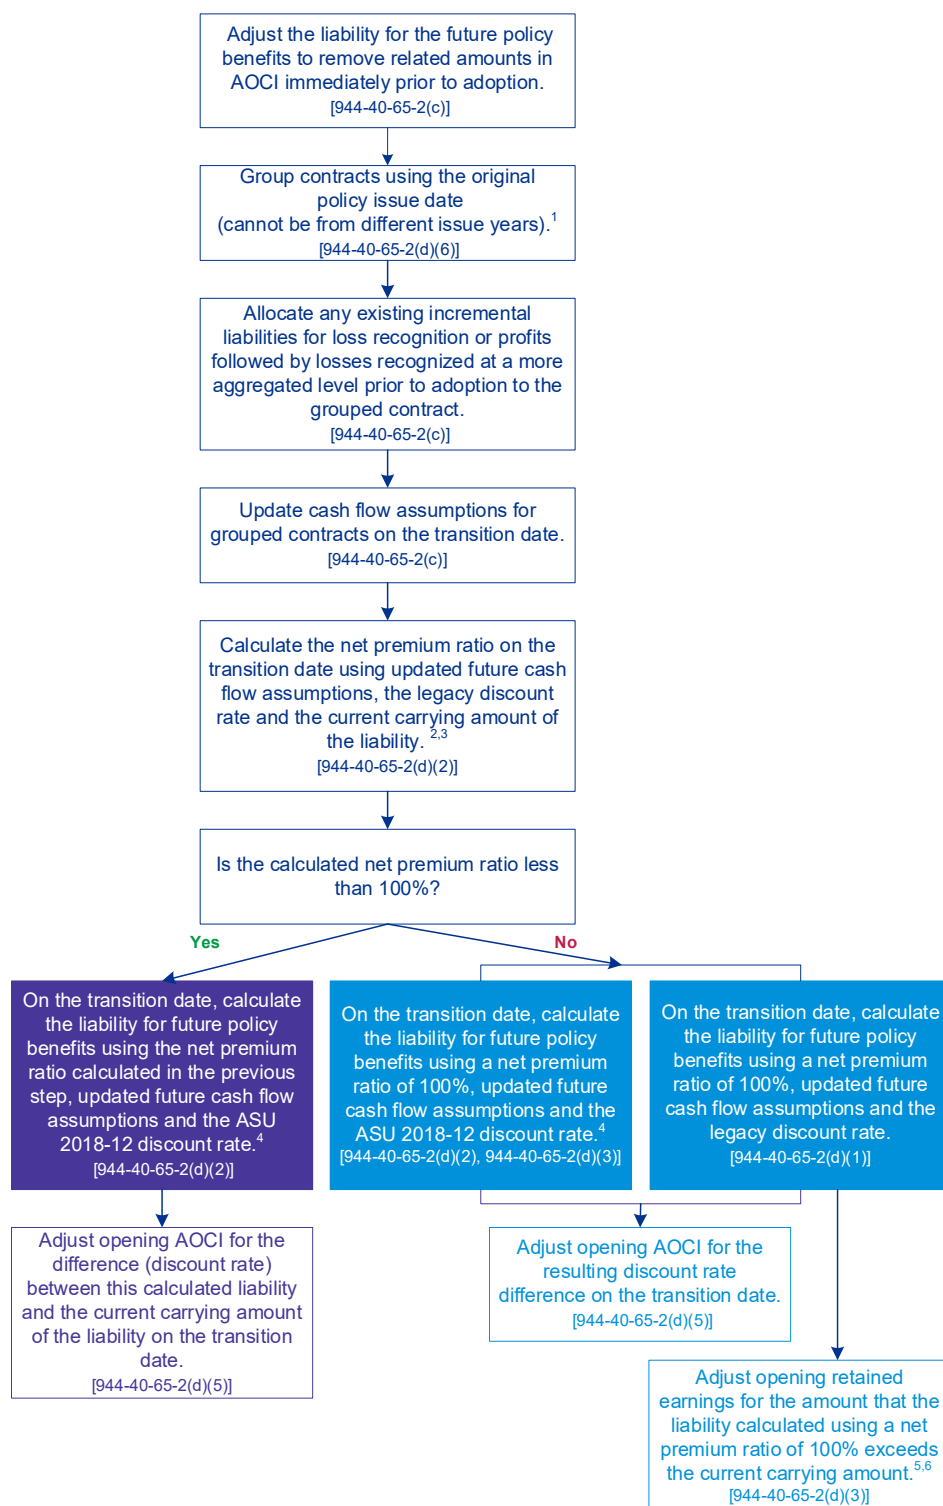 Adjust the liability for the future policy
benefits to remove related amounts in
AOCI immediately prior to adoption.
[944-40-65-2(c)]
Group contracts using the original
policy issue date
(cannot be from different issue years).1
[944-40-65-2(d)(6)]
Allocate any existing incremental
liabilities for loss recognition or profits
followed by losses recognized at a more
aggregated level prior to adoption to the
grouped contract.
[944-40-65-2(c)]
Update cash flow assumptions for
grouped contracts on the transition date.
[944-40-65-2(c)]
Calculate the net premium ratio on the
transition date using updated future cash
flow assumptions, the legacy discount
rate and the current carrying amount of
the liability. 2,3
[944-40-65-2(d)(2)]
Is the calculated net premium ratio less
than 100%?
Yes
No
On the transition date, calculate
the liability for future policy
benefits using the net premium
ratio calculated in the previous
step, updated future cash flow
assumptions and the ASU
2018-12 discount rate.4
[944-40-65-2(d)(2)]
On the transition date, calculate
the liability for future policy
benefits using a net premium
ratio of 100%, updated future
cash flow assumptions and the
ASU 2018-12 discount rate.4
[944-40-65-2(d)(2), 944-40-65-2(d)(3)]
On the transition date, calculate
the liability for future policy
benefits using a net premium
ratio of 100%, updated future
cash flow assumptions and the
legacy discount rate.
[944-40-65-2(d)(1)]
Adjust opening AOCI for the
difference (discount rate)
between this calculated liability
and the current carrying amount
of the liability on the transition
date.
[944-40-65-2(d)(5)]
Adjust opening AOCI for the
resulting discount rate
difference on the transition date.
[944-40-65-2(d)(5)]
Adjust opening retained
earnings for the amount that the
liability calculated using a net
premium ratio of 100% exceeds
the current carrying amount.5,6
[944-40-65-2(d)(3)]